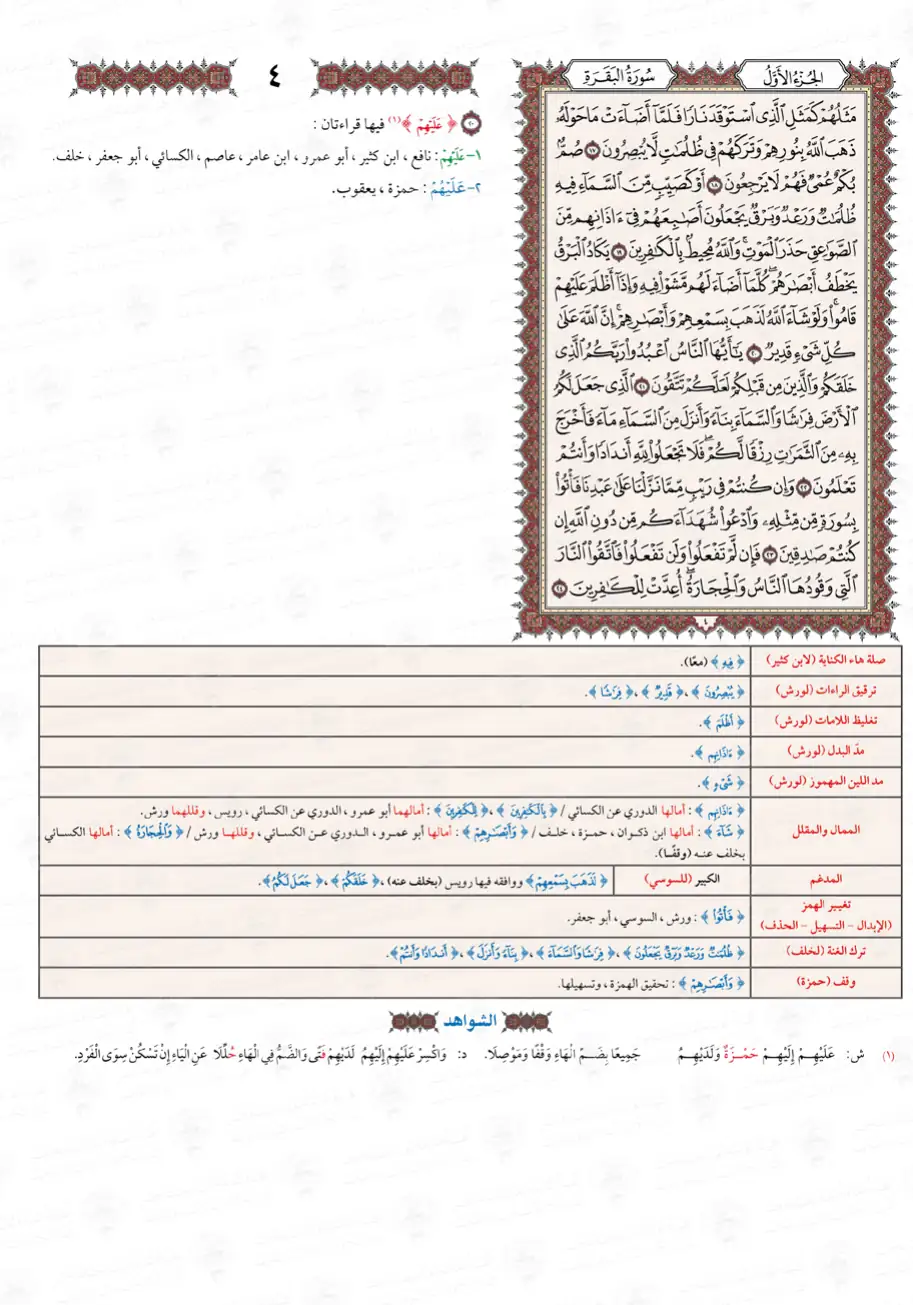 الجُزْءُ الأَوَّلُ
سُورَةُ البَقَرَةِ
٤
مَثَلُهُمْ كَمَثَلِ ٱلَّذِى ٱسْتَوْقَدَ نَارًا فَلَمَّآ أَضَآءَتْ مَا حَوْلَهُۥ
ذَهَبَ ٱللَّهُ بِنُورِهِمْ وَتَرَكَهُمْ فِى ظُلُمَٰتٍ لَّا يُبْصِرُونَ ١٧ صُمٌّۢ
بُكْمٌ عُمْىٌ فَهُمْ لَا يَرْجِعُونَ ١٨ أَوْ كَصَيِّبٍ مِّنَ ٱلسَّمَآءِ فِيهِ
ظُلُمَٰتٌ وَرَعْدٌ وَبَرْقٌ يَجْعَلُونَ أَصَٰبِعَهُمْ فِىٓ ءَاذَانِهِم مِّنَ
ٱلصَّوَٰعِقِ حَذَرَ ٱلْمَوْتِ ۚ وَٱللَّهُ مُحِيطٌۢ بِٱلْكَٰفِرِينَ ١٩ يَكَادُ ٱلْبَرْقُ
يَخْطَفُ أَبْصَٰرَهُمْ ۖ كُلَّمَآ أَضَآءَ لَهُم مَّشَوْا۟ فِيهِ وَإِذَآ أَظْلَمَ عَلَيْهِمْ
قَامُوا۟ ۚ وَلَوْ شَآءَ ٱللَّهُ لَذَهَبَ بِسَمْعِهِمْ وَأَبْصَٰرِهِمْ ۚ إِنَّ ٱللَّهَ عَلَىٰ
كُلِّ شَىْءٍ قَدِيرٌ ٢٠ يَٰٓأَيُّهَا ٱلنَّاسُ ٱعْبُدُوا۟ رَبَّكُمُ ٱلَّذِى
خَلَقَكُمْ وَٱلَّذِينَ مِن قَبْلِكُمْ لَعَلَّكُمْ تَتَّقُونَ ٢١ ٱلَّذِى جَعَلَ لَكُمُ
ٱلْأَرْضَ فِرَٰشًا وَٱلسَّمَآءَ بِنَآءً وَأَنزَلَ مِنَ ٱلسَّمَآءِ مَآءً فَأَخْرَجَ
بِهِۦ مِنَ ٱلثَّمَرَٰتِ رِزْقًا لَّكُمْ ۖ فَلَا تَجْعَلُوا۟ لِلَّهِ أَندَادًا وَأَنتُمْ
تَعْلَمُونَ ٢٢ وَإِن كُنتُمْ فِى رَيْبٍ مِّمَّا نَزَّلْنَا عَلَىٰ عَبْدِنَا فَأْتُوا۟
بِسُورَةٍ مِّن مِّثْلِهِۦ وَٱدْعُوا۟ شُهَدَآءَكُم مِّن دُونِ ٱللَّهِ إِن
كُنتُمْ صَٰدِقِينَ ٢٣ فَإِن لَّمْ تَفْعَلُوا۟ وَلَن تَفْعَلُوا۟ فَٱتَّقُوا۟ ٱلنَّارَ
ٱلَّتِى وَقُودُهَا ٱلنَّاسُ وَٱلْحِجَارَةُ ۖ أُعِدَّتْ لِلْكَٰفِرِينَ ٢٤
٤
٢٠ ﴿ عَلَيْهِمْ ﴾(١) فيها قراءتان :
١- عَلَيْهِمْ : نافع ، ابن كثير ، أبو عمرو ، ابن عامر ، عاصم ، الكسائي ، أبو جعفر ، خلف.
٢- عَلَيْهُمْ : حمزة ، يعقوب.
صلة هاء الكناية (لابن كثير) ﴿ فِيهِۦ ﴾ (معًا).
ترقيق الراءات (لورش) ﴿ يُبْصِرُونَ ﴾ ، ﴿ قَدِيرٌ ﴾ ، ﴿ فِرَٰشًا ﴾.
تغليظ اللامات (لورش) ﴿ أَظْلَمَ ﴾.
مدّ البدل (لورش) ﴿ ءَاذَانِهِم ﴾.
مد اللين المهموز (لورش) ﴿ شَىْءٍ ﴾.
الممال والمقلل ﴿ ءَاذَانِهِم ﴾ : أمالها الدوري عن الكسائي / ﴿ بِٱلْكَٰفِرِينَ ﴾ ، ﴿ لِلْكَٰفِرِينَ ﴾ : أمالهما أبو عمرو ، الدوري عن الكسائي ، رويس ، وقللهما ورش.
﴿ شَآءَ ﴾ : أمالها ابن ذكوان ، حمزة ، خلف / ﴿ وَأَبْصَٰرِهِمْ ﴾ : أمالها أبو عمرو ، الدوري عن الكسائي ، وقللها ورش / ﴿ وَٱلْحِجَارَةُ ﴾ : أمالها الكسائي
بخلف عنه (وقفًا).
المدغم الكبير (للسوسي) ﴿ لَذَهَب بِّسَمْعِهِمْ ﴾ ووافقه فيها رويس (بخلف عنه) ، ﴿ خَلَقكُّمْ ﴾ ، ﴿ جَعَل لَّكُمُ ﴾.
تغيير الهمز
(الإبدال - التسهيل - الحذف) ﴿ فَأْتُوا۟ ﴾ : ورش ، السوسي ، أبو جعفر.
ترك الغنة (لخلف) ﴿ ظُلُمَٰتٌ وَرَعْدٌ وَبَرْقٌ يَجْعَلُونَ ﴾ ، ﴿ فِرَٰشًا وَٱلسَّمَآءَ ﴾ ، ﴿ بِنَآءً وَأَنزَلَ ﴾ ، ﴿ أَندَادًا وَأَنتُمْ ﴾.
وقف (حمزة) ﴿ وَأَبْصَٰرِهِمْ ﴾ : تحقيق الهمزة ، وتسهيلها.
الشواهد
(١) ش: عَلَيْهِمْ إِلَيْهِمْ حَمْزَةٌ وَلَدَيْهِمُ جَمِيعًا بِضَمِّ الْهَاءِ وَقْفًا وَمَوْصِلَا. د: وَاكْسِرْ عَلَيْهِمْ إِلَيْهِمُ لَدَيْهِمْ فَتًى وَالضَّمُّ فِي الْهَاءِ حُلِّلَا عَنِ الْيَاءِ إِنْ تَسْكُنْ سِوَى الْفَرْدِ.